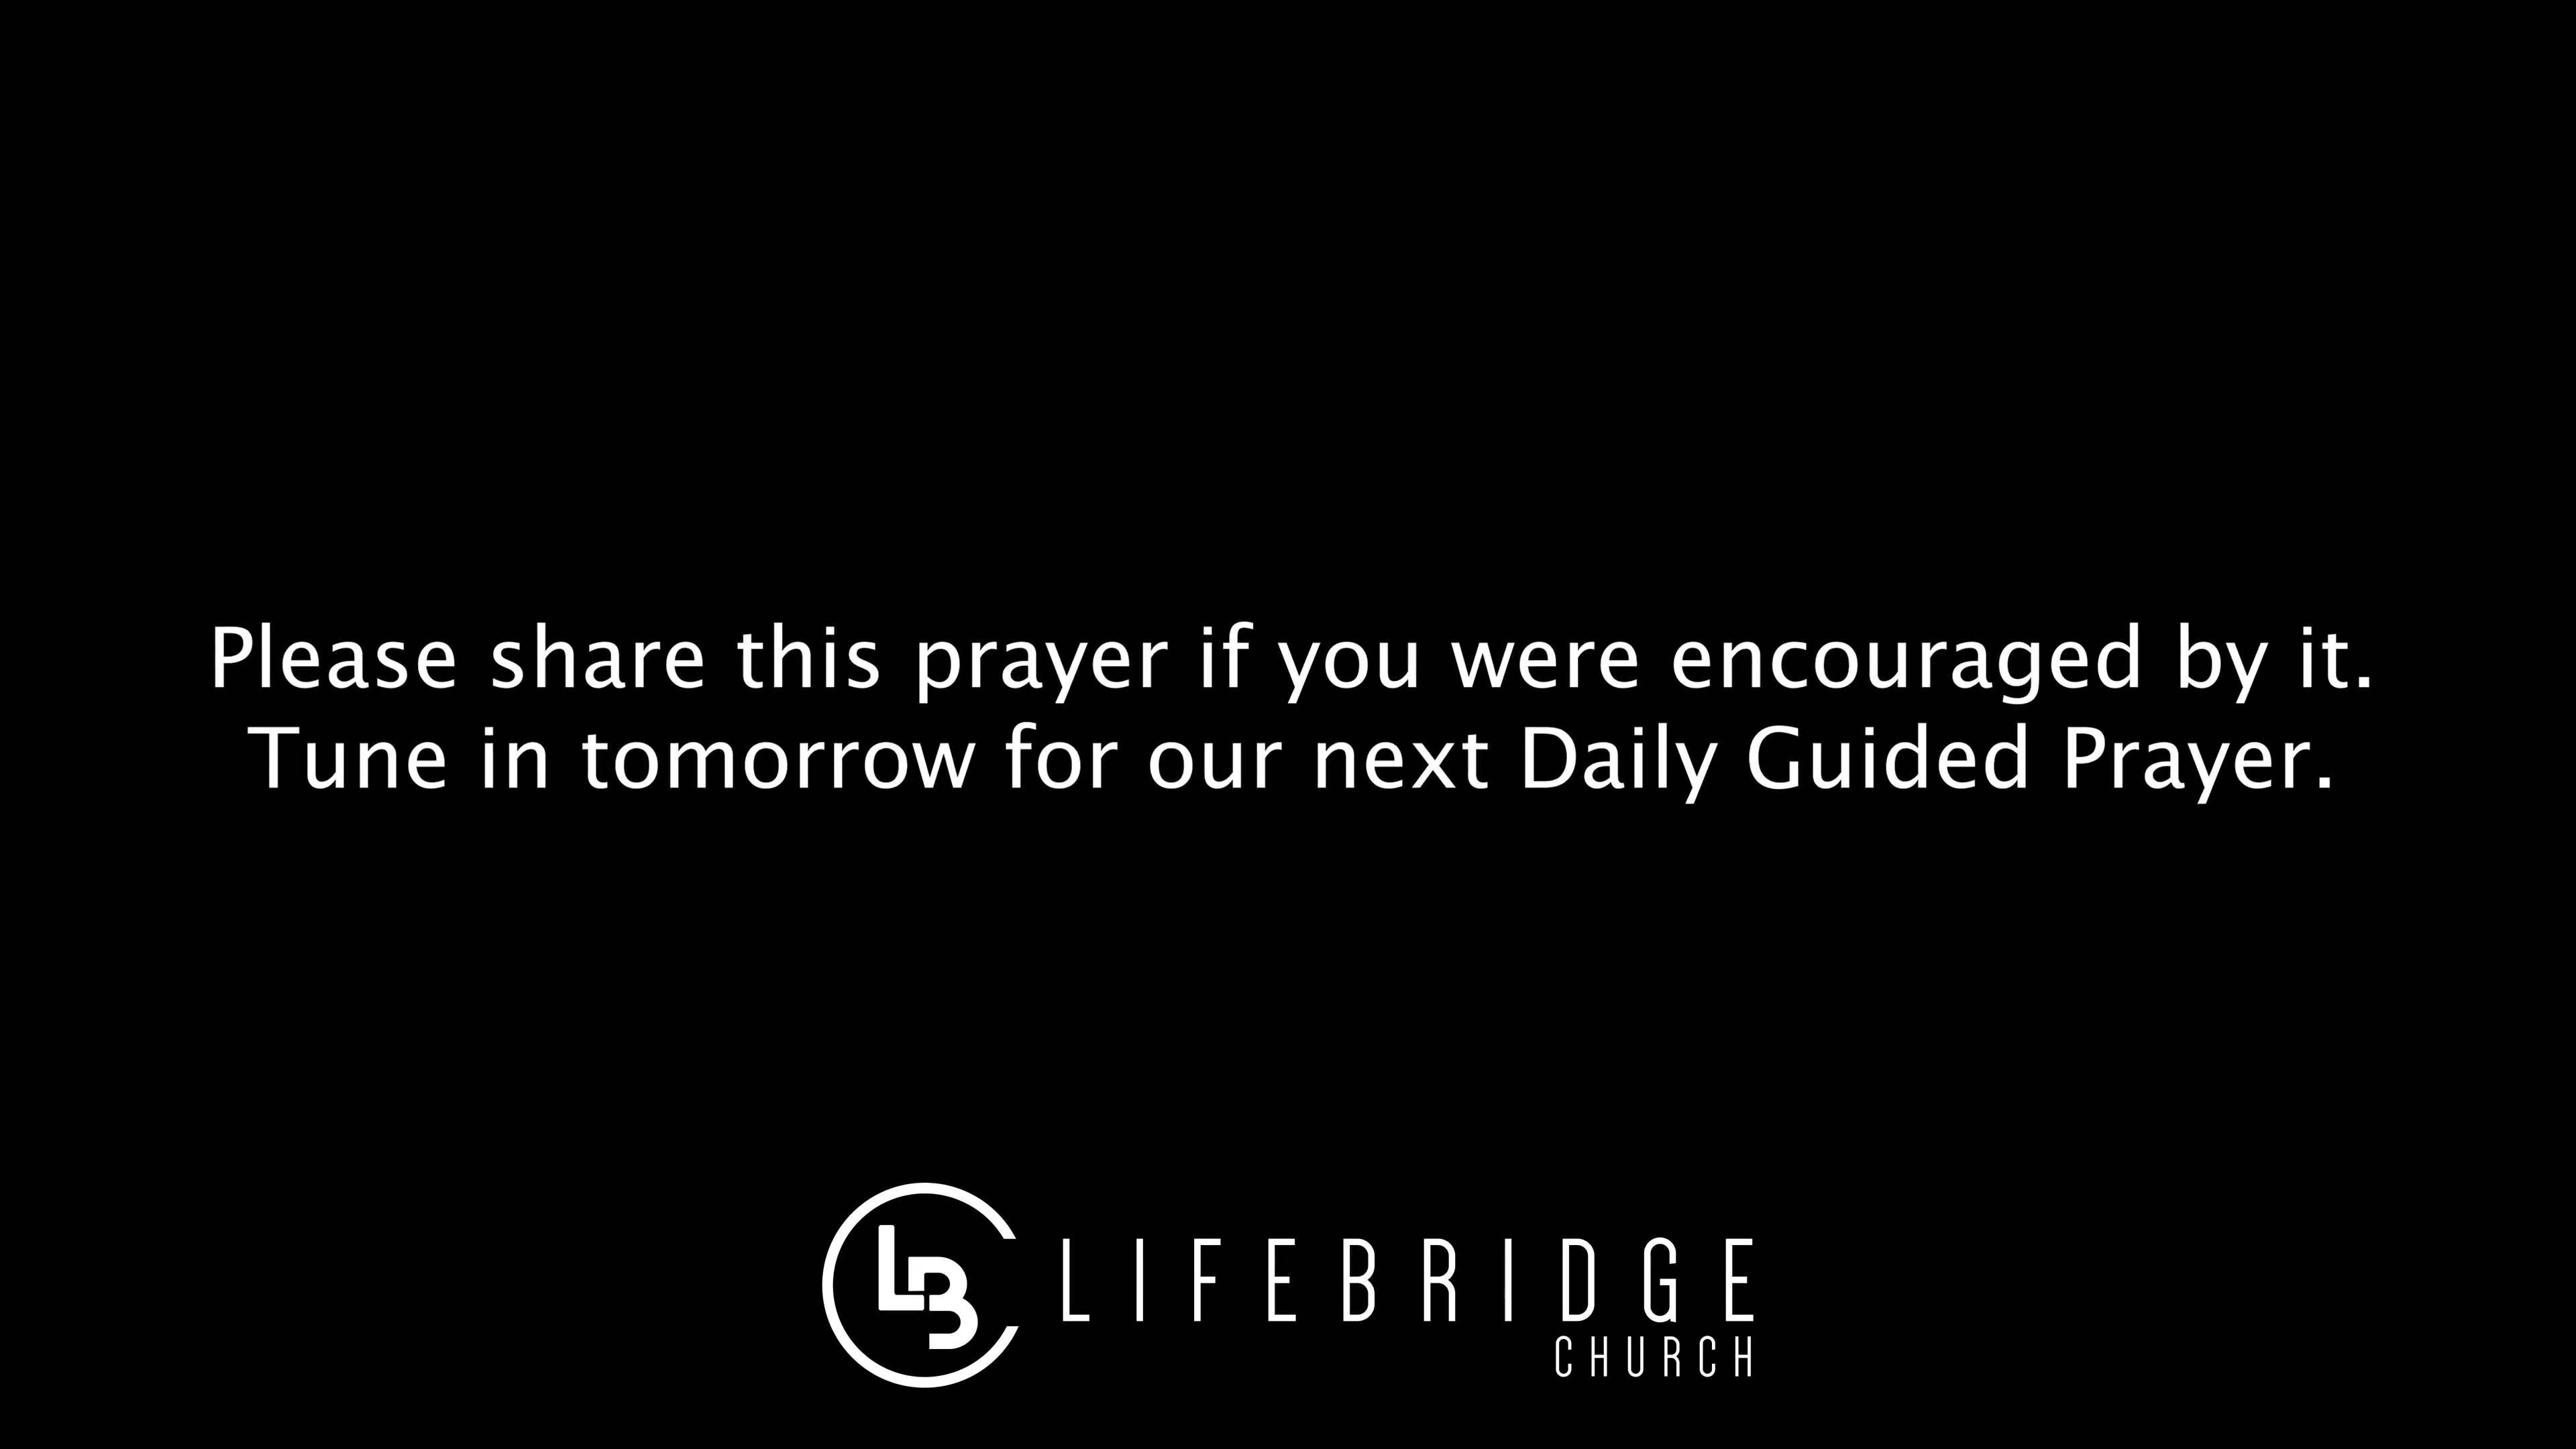 Please share this prayer if you were encouraged by it.
Tune in tomorrow for our next Daily Guided Prayer.
LB LIFEBRIDGE
CHURCH